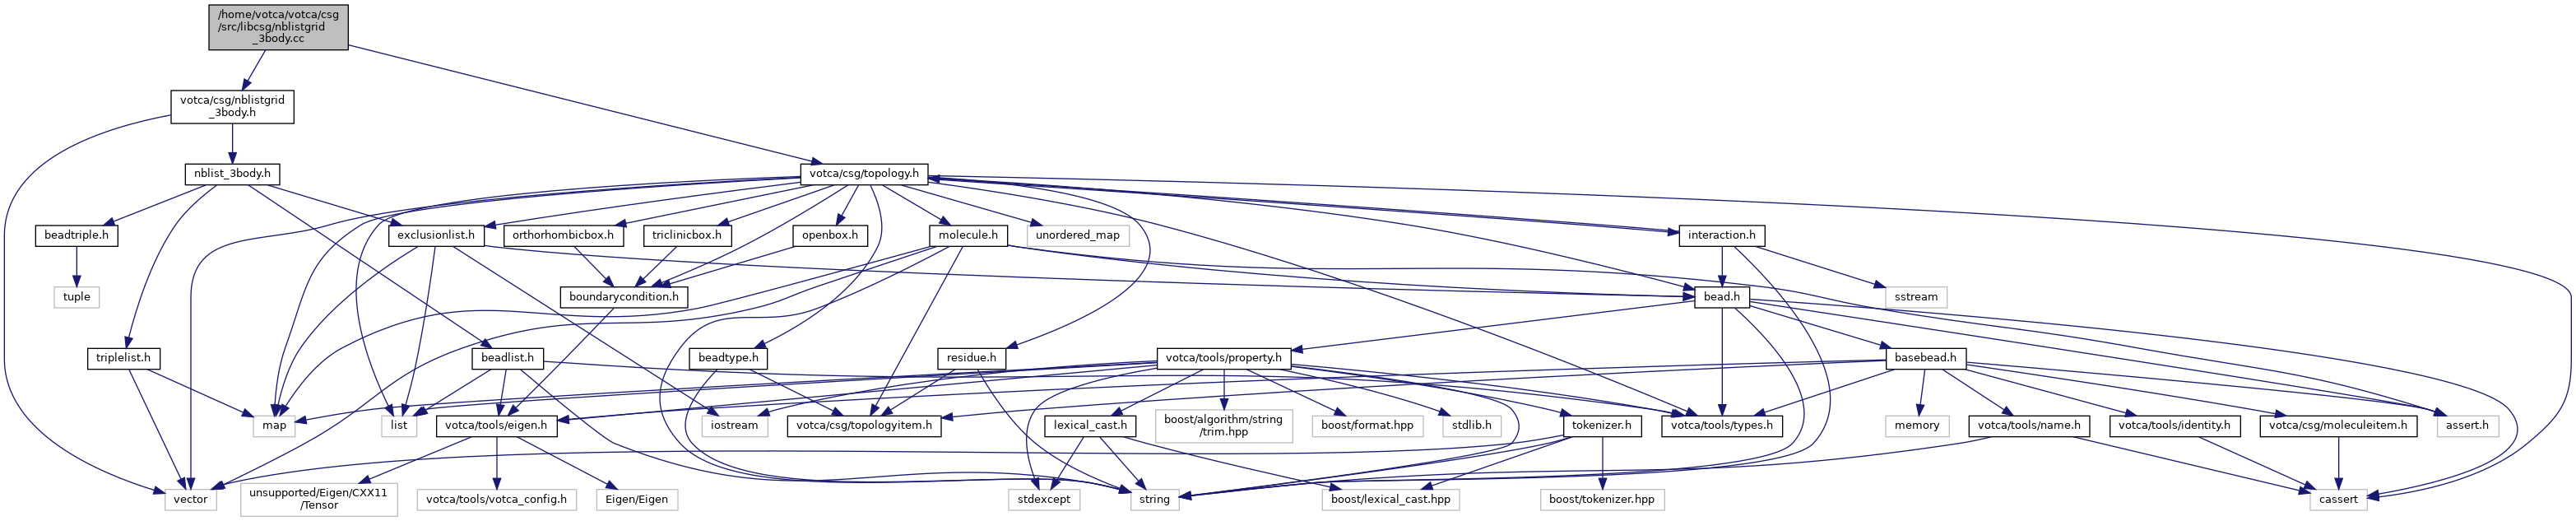 /home/votca/votca/csg
/src/libcsg/nblistgrid
_3body.cc
votca/csg/nblistgrid
_3body.h
nblist_3body.h
votca/csg/topology.h
beadtriple.h
exclusionlist.h
orthorhombicbox.h
triclinicbox.h
openbox.h
molecule.h
unordered_map
interaction.h
tuple
boundarycondition.h
bead.h
sstream
triplelist.h
beadlist.h
beadtype.h
residue.h
votca/tools/property.h
basebead.h
map
list
votca/tools/eigen.h
iostream
votca/csg/topologyitem.h
lexical_cast.h
boost/algorithm/string
/trim.hpp
boost/format.hpp
stdlib.h
tokenizer.h
votca/tools/types.h
memory
votca/tools/name.h
votca/tools/identity.h
votca/csg/moleculeitem.h
assert.h
vector
unsupported/Eigen/CXX11
/Tensor
votca/tools/votca_config.h
Eigen/Eigen
stdexcept
string
boost/lexical_cast.hpp
boost/tokenizer.hpp
cassert